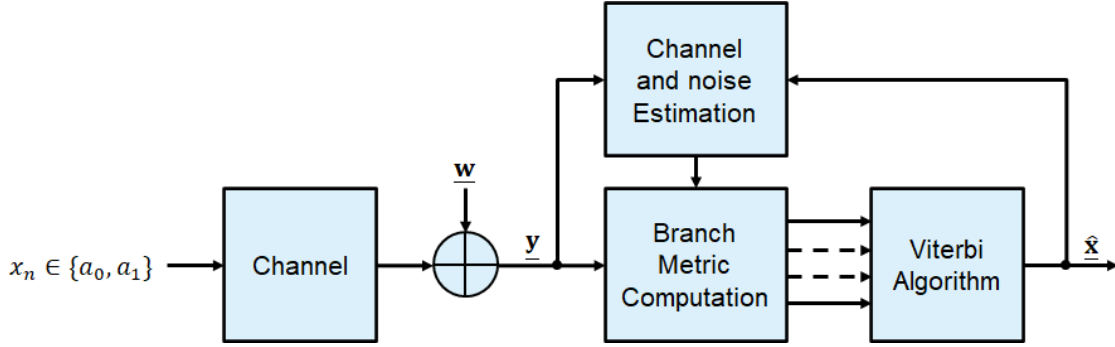 Channel
and noise
Estimation
w
y
x̂
x_n ∈ {a_0, a_1}
Channel
Branch
Metric
Computation
Viterbi
Algorithm